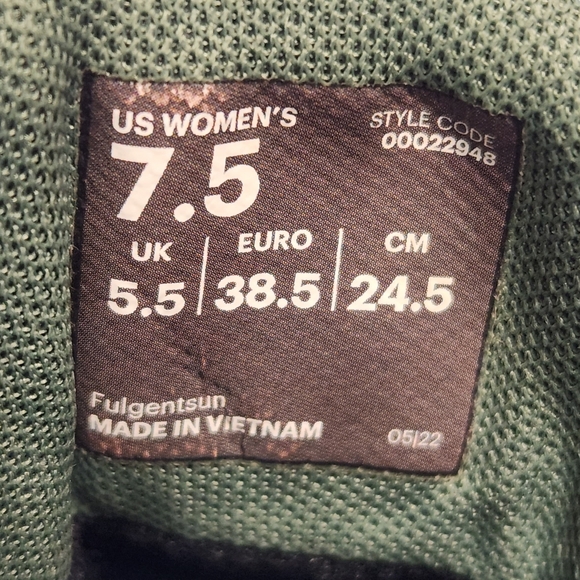 US WOMEN'S
7.5
STYLE CODE
00022948
UK | EURO | CM
5.5 | 38.5 | 24.5
Fulgentsun
MADE IN VIETNAM
05|22